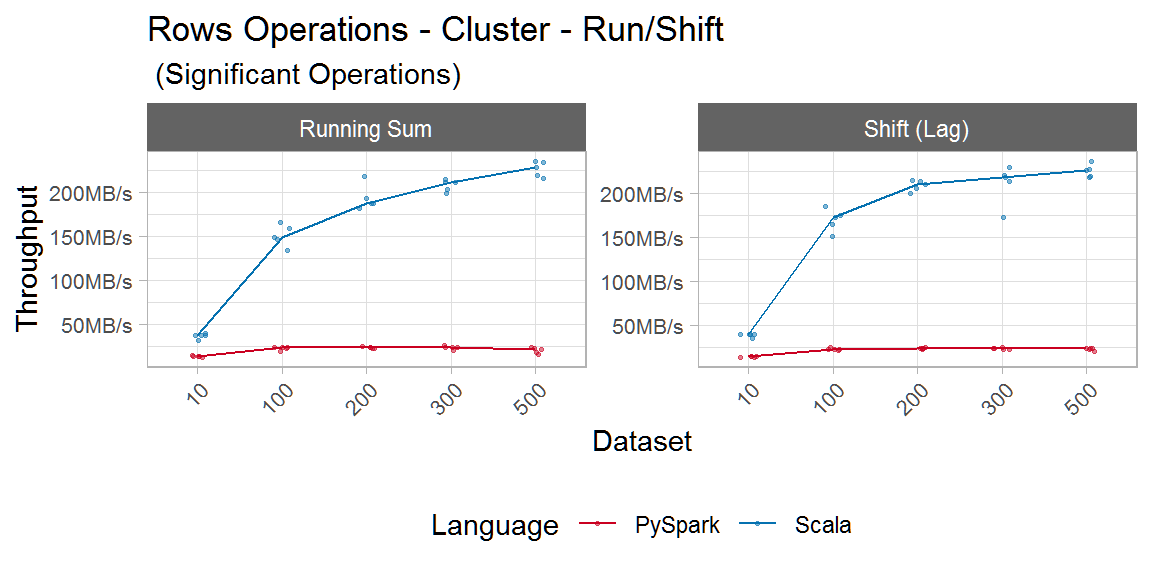 Rows Operations - Cluster - Run/Shift
(Significant Operations)
Running Sum
Shift (Lag)
Throughput
200MB/s
150MB/s
100MB/s
50MB/s
200MB/s
150MB/s
100MB/s
50MB/s
10 100 200 300 500
10 100 200 300 500
Dataset
Language PySpark Scala